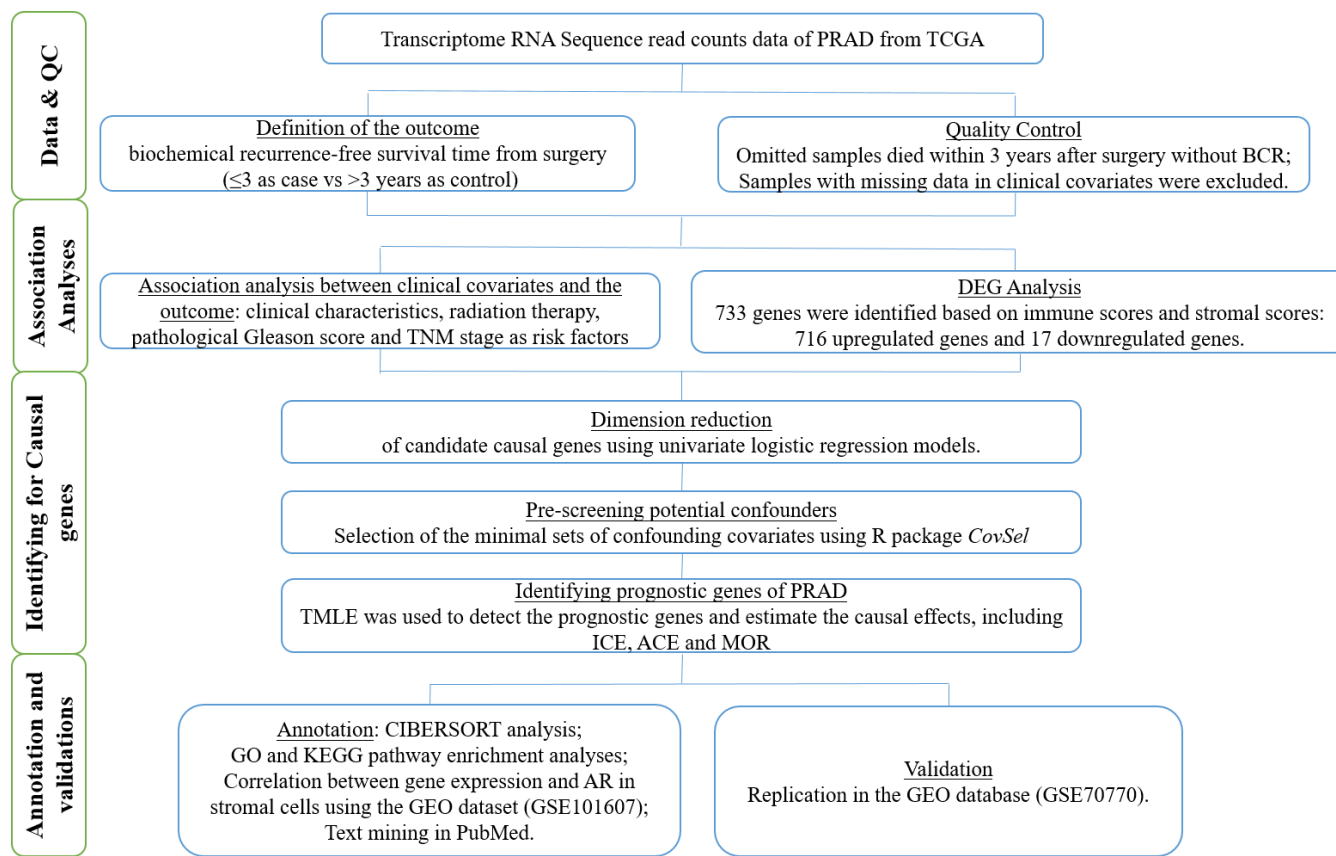 Data & QC
Transcriptome RNA Sequence read counts data of PRAD from TCGA
Definition of the outcome
biochemical recurrence-free survival time from surgery
(≤3 as case vs >3 years as control)
Quality Control
Omitted samples died within 3 years after surgery without BCR;
Samples with missing data in clinical covariates were excluded.
Association
Analyses
Association analysis between clinical covariates and the
outcome: clinical characteristics, radiation therapy,
pathological Gleason score and TNM stage as risk factors
DEG Analysis
733 genes were identified based on immune scores and stromal scores:
716 upregulated genes and 17 downregulated genes.
Identifying for Causal
genes
Dimension reduction
of candidate causal genes using univariate logistic regression models.
Pre-screening potential confounders
Selection of the minimal sets of confounding covariates using R package CovSel
Identifying prognostic genes of PRAD
TMLE was used to detect the prognostic genes and estimate the causal effects, including
ICE, ACE and MOR
Annotation and
validations
Annotation: CIBERSORT analysis;
GO and KEGG pathway enrichment analyses;
Correlation between gene expression and AR in
stromal cells using the GEO dataset (GSE101607);
Text mining in PubMed.
Validation
Replication in the GEO database (GSE70770).